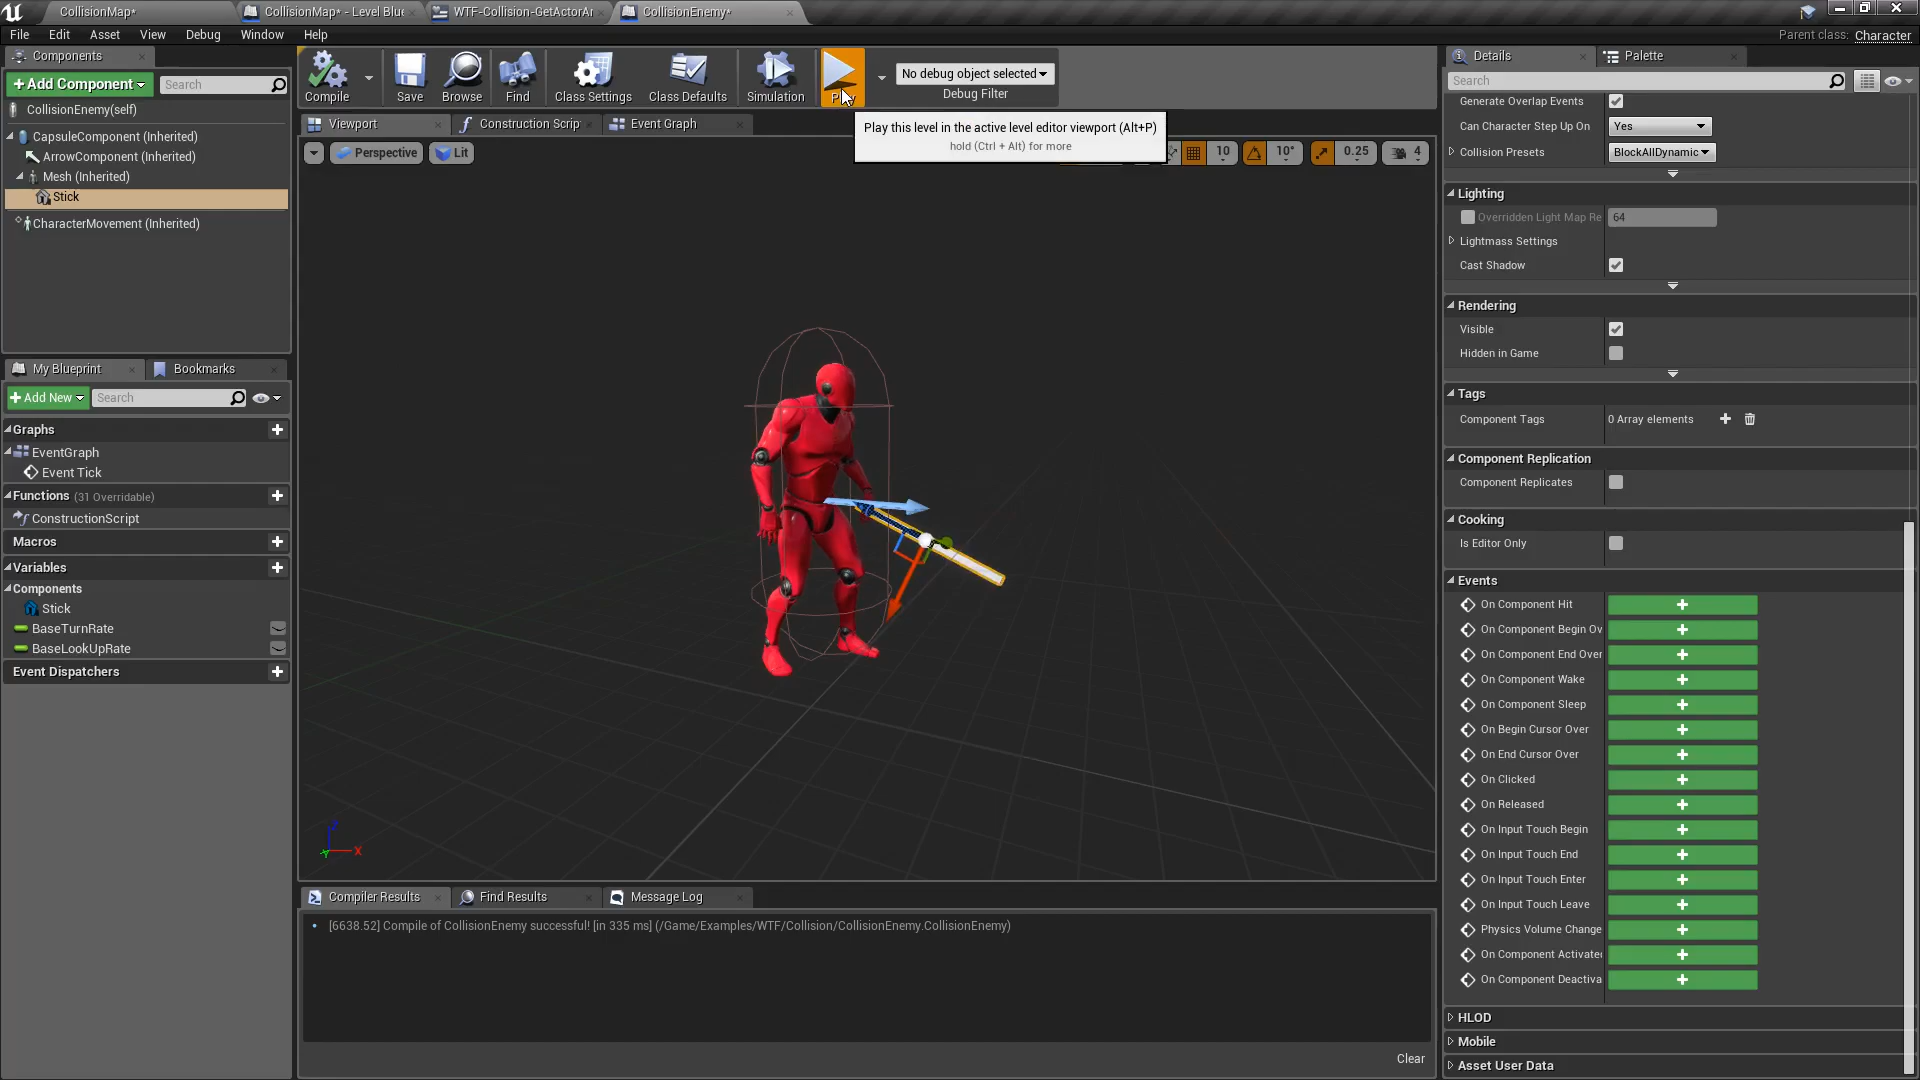 CollisionMap*
CollisionMap* - Level Blue
WTF-Collision-GetActorAr
CollisionEnemy*
File
Edit
Asset
View
Debug
Window
Help
Parent class: Character
Components
+Add Component
Search
CollisionEnemy(self)
CapsuleComponent (Inherited)
ArrowComponent (Inherited)
Mesh (Inherited)
Stick
CharacterMovement (Inherited)
My Blueprint
Bookmarks
+Add New
Search
Graphs
EventGraph
Event Tick
Functions (31 Overridable)
ConstructionScript
Macros
Variables
Components
Stick
BaseTurnRate
BaseLookUpRate
Event Dispatchers
Compile
Save
Browse
Find
Class Settings
Class Defaults
Simulation
No debug object selected
Debug Filter
Play this level in the active level editor viewport (Alt+P)
hold (Ctrl + Alt) for more
Viewport
Construction Scrip
Event Graph
Perspective
Lit
10
10°
0.25
4
Z
Y
X
Compiler Results
Find Results
Message Log
[6638.52] Compile of CollisionEnemy successful! [in 335 ms] (/Game/Examples/WTF/Collision/CollisionEnemy.CollisionEnemy)
Clear
Details
Palette
Search
Generate Overlap Events
Can Character Step Up On
Yes
Collision Presets
BlockAllDynamic
Lighting
Overridden Light Map Re
64
Lightmass Settings
Cast Shadow
Rendering
Visible
Hidden in Game
Tags
Component Tags
0 Array elements
Component Replication
Component Replicates
Cooking
Is Editor Only
Events
On Component Hit
On Component Begin Ov
On Component End Over
On Component Wake
On Component Sleep
On Begin Cursor Over
On End Cursor Over
On Clicked
On Released
On Input Touch Begin
On Input Touch End
On Input Touch Enter
On Input Touch Leave
Physics Volume Change
On Component Activate
On Component Deactiva
HLOD
Mobile
Asset User Data